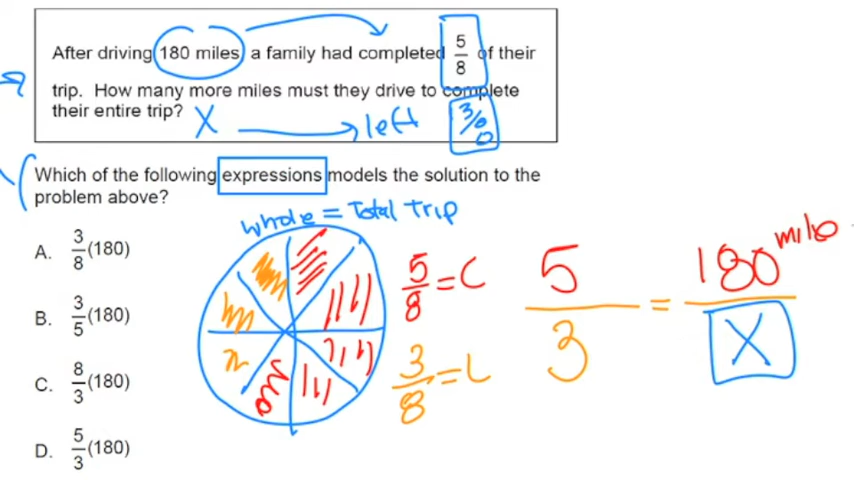 After driving 180 miles a family had completed 5/8 of their
trip. How many more miles must they drive to complete
their entire trip? X left 3/8
Which of the following expressions models the solution to the
problem above?
whole = Total Trip
A. 3/8(180)
B. 3/5(180)
C. 8/3(180)
D. 5/3(180)
5/8 = C
3/8 = L
5/3 = 180 miles/X